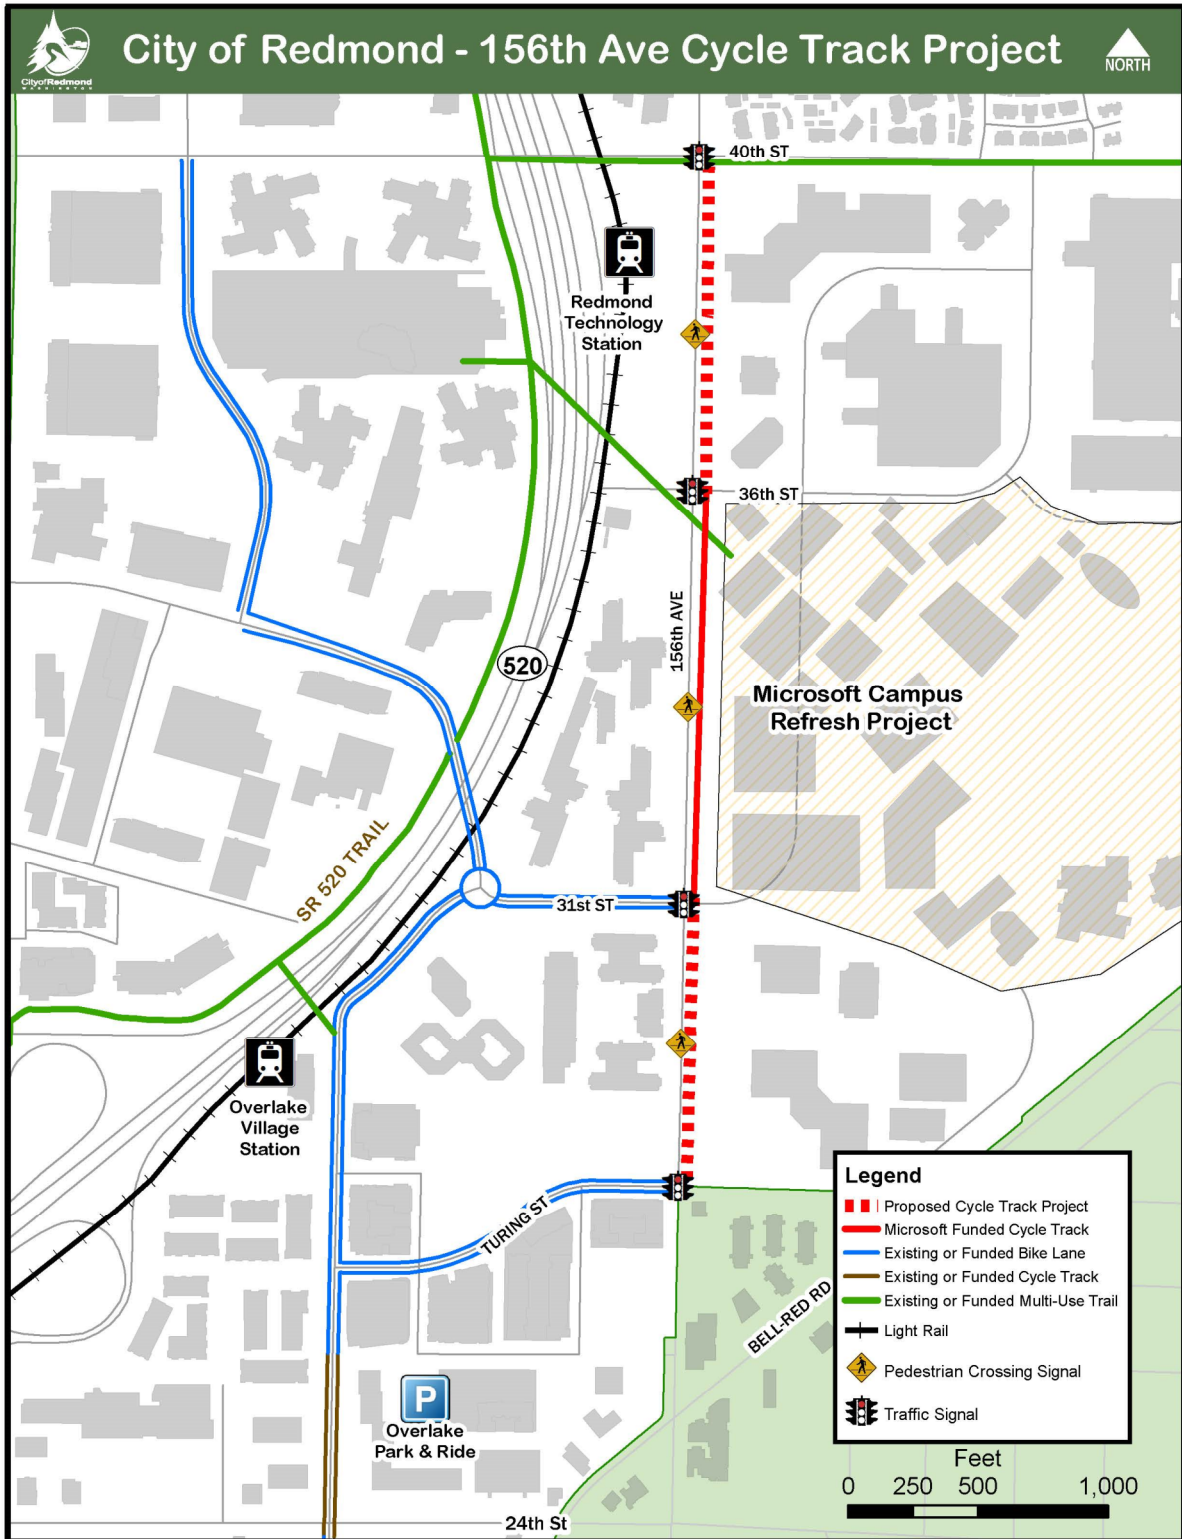 City of Redmond - 156th Ave Cycle Track Project
CityofRedmond
WASHINGTON
NORTH
40th ST
Redmond
Technology
Station
36th ST
156th AVE
520
Microsoft Campus
Refresh Project
SR 520 TRAIL
31st ST
Overlake
Village
Station
TURING ST
BELL-RED RD
P
Overlake
Park & Ride
24th St
Legend
Proposed Cycle Track Project
Microsoft Funded Cycle Track
Existing or Funded Bike Lane
Existing or Funded Cycle Track
Existing or Funded Multi-Use Trail
Light Rail
Pedestrian Crossing Signal
Traffic Signal
Feet
0 250 500 1,000